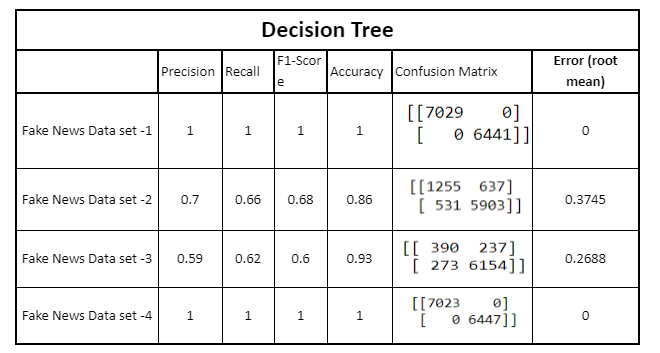 Decision Tree
Precision Recall F1-Scor
e Accuracy Confusion Matrix Error (root
mean)
Fake News Data set -1 1 1 1 1 [[7029 0]
[ 0 6441]] 0
Fake News Data set -2 0.7 0.66 0.68 0.86 [[1255 637]
[ 531 5903]] 0.3745
Fake News Data set -3 0.59 0.62 0.6 0.93 [[ 390 237]
[ 273 6154]] 0.2688
Fake News Data set -4 1 1 1 1 [[7023 0]
[ 0 6447]] 0